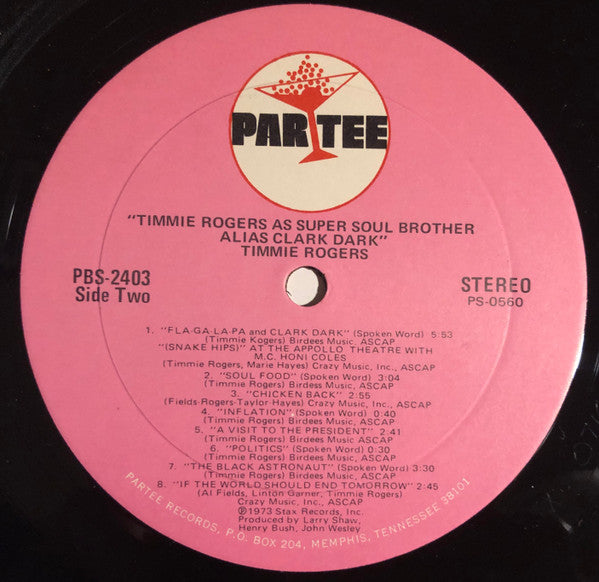 PARTEE
"TIMMIE ROGERS AS SUPER SOUL BROTHER
ALIAS CLARK DARK"
TIMMIE ROGERS
PBS-2403
Side Two
STEREO
PS-0560
1. "FLA-GA-LA-PA and CLARK DARK" (Spoken Word) 5:53
(Timmie Kogers) Birdees Music, ASCAP
"(SNAKE HIPS)" AT THE APPOLLO THEATRE WITH
M.C. HONI COLES
(Timmie Rogers, Marie Hayes) Crazy Music, Inc., ASCAP
2. "SOUL FOOD" (Spoken Word) 3:04
(Timmie Rogers) Birdess Music, ASCAP
3. "CHICKEN BACK" 2:55
(Fields-Rogers-Taylor-Hayes) Crazy Music, Inc., ASCAP
4. "INFLATION" (Spoken Word) 0:40
(Timmie Rogers) Birdees Music, ASCAP
5. "A VISIT TO THE PRESIDENT" 2:41
(Timmie Rogers) Birdees Music, ASCAP
6. "POLITICS" (Spoken Word) 0:30
(Timmie Rogers) Birdees Music, ASCAP
7. "THE BLACK ASTRONAUT" (Spoken Word) 3:30
(Timmie Rogers) Birdees Music, ASCAP
8. "IF THE WORLD SHOULD END TOMORROW" 2:45
(Al Fields, Linton Garner, Timmie Rogers)
Crazy Music, Inc., ASCAP
℗1973 Stax Records, Inc.
Produced by Larry Shaw,
Henry Bush, John Wesley
PARTEE RECORDS, P.O. BOX 204, MEMPHIS, TENNESSEE 38101